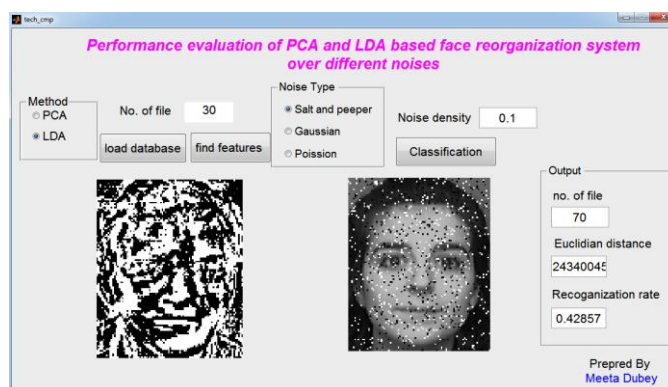 tech_cmp
Performance evaluation of PCA and LDA based face reorganization system
over different noises
Method
PCA
LDA
No. of file 30
load database find features
Noise Type
Salt and peeper
Gaussian
Poission
Noise density 0.1
Classification
Output
no. of file
70
Euclidian distance
24340045
Recoganization rate
0.42857
Prepred By
Meeta Dubey